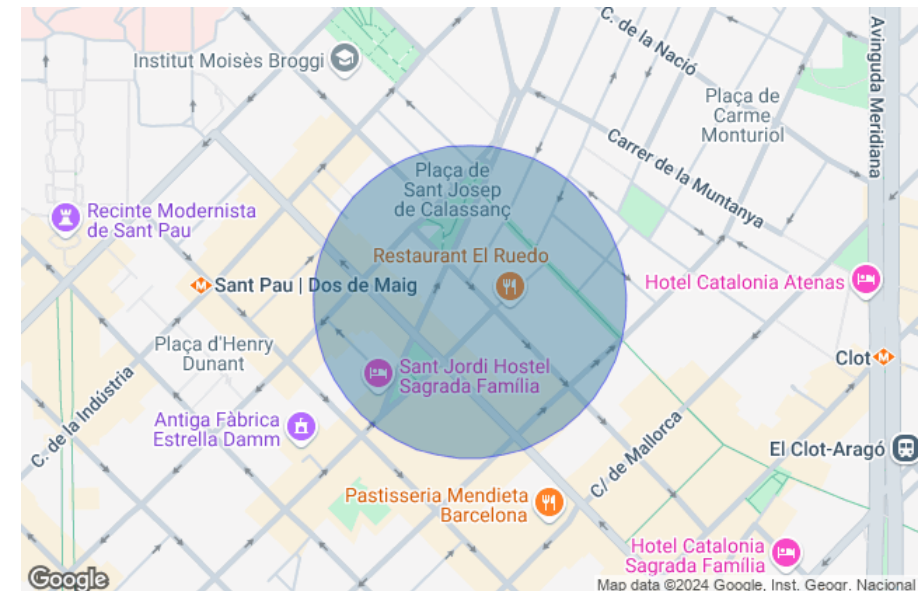 C. de la Nació
Avinguda Meridiana
Institut Moisès Broggi
Plaça de
Carme
Monturiol
Carrer de la Muntanya
Plaça de
Sant Josep
de Calassanç
Recinte Modernista
de Sant Pau
Restaurant El Ruedo
Sant Pau | Dos de Maig
Hotel Catalonia Atenas
Plaça d'Henry
Dunant
Clot
Sant Jordi Hostel
Sagrada Família
C. de la Indústria
Antiga Fàbrica
Estrella Damm
C/ de Mallorca
El Clot-Aragó
Pastisseria Mendieta
Barcelona
Hotel Catalonia
Sagrada Família
Google
Map data ©2024 Google, Inst. Geogr. Nacional